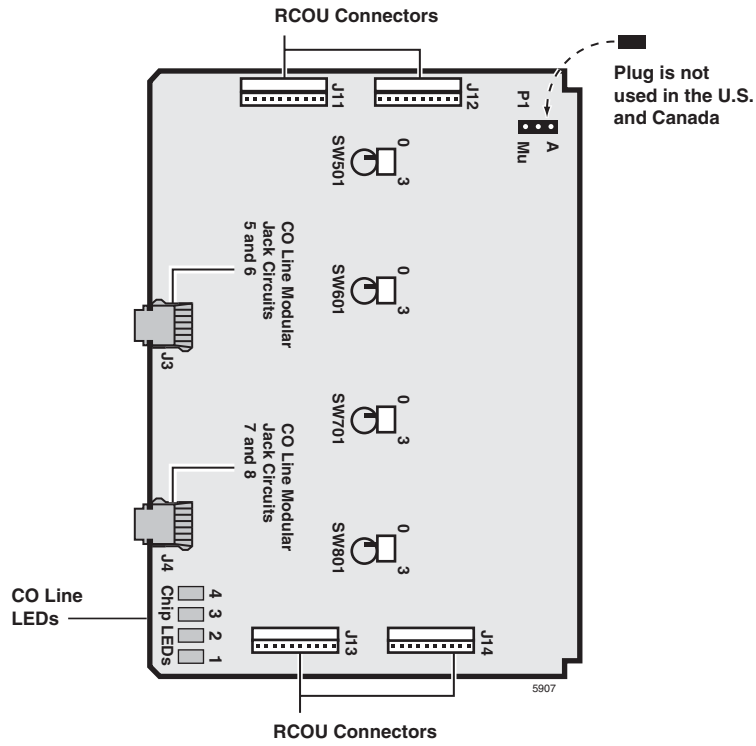 RCOU Connectors
Plug is not
used in the U.S.
and Canada
J11
J12
P1
Mu
A
SW501
0
3
CO Line Modular
Jack Circuits
5 and 6
J3
SW601
0
3
SW701
0
3
CO Line Modular
Jack Circuits
7 and 8
J4
SW801
0
3
CO Line
LEDs
Chip LEDs
4
3
2
1
J13
J14
5907
RCOU Connectors